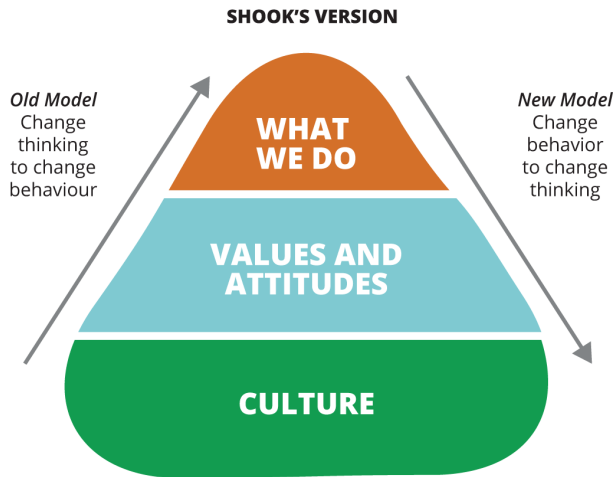 SHOOK'S VERSION
Old Model
Change
thinking
to change
behaviour
New Model
Change
behavior
to change
thinking
WHAT
WE DO
VALUES AND
ATTITUDES
CULTURE